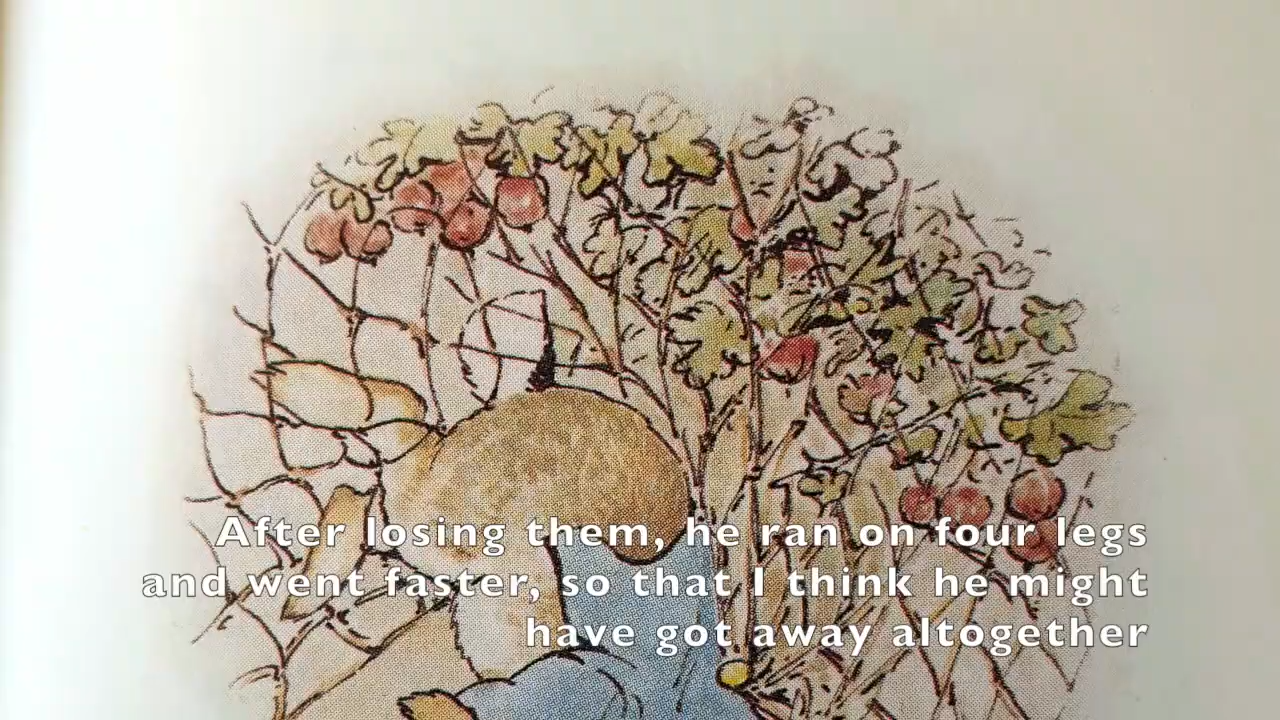 After losing them, he ran on four legs
and went faster, so that I think he might
have got away altogether